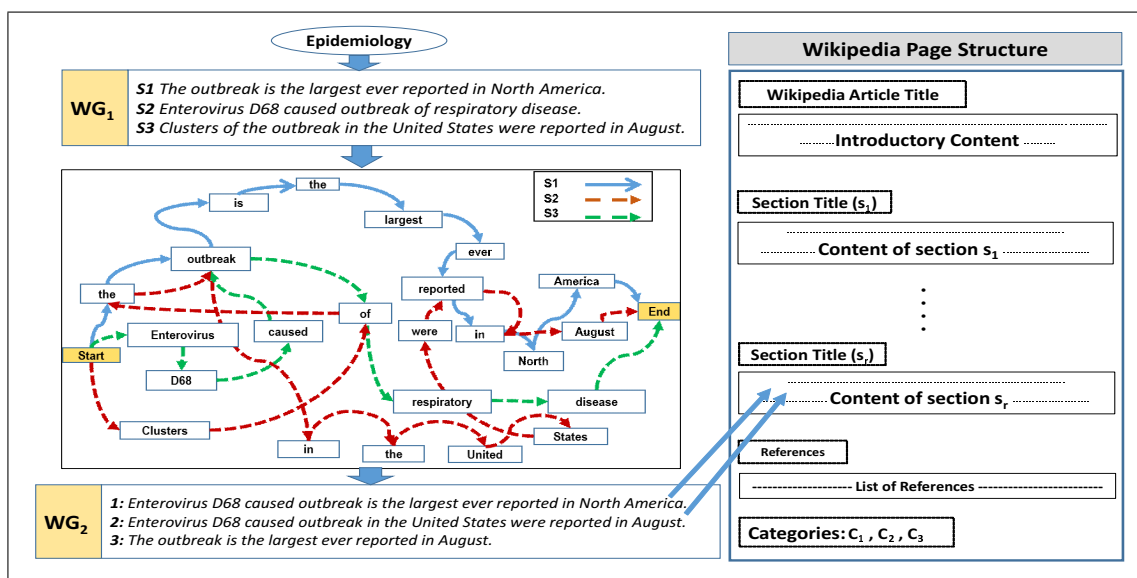 Epidemiology
WG1
S1 The outbreak is the largest ever reported in North America.
S2 Enterovirus D68 caused outbreak of respiratory disease.
S3 Clusters of the outbreak in the United States were reported in August.
S1
S2
S3
the
is
largest
ever
outbreak
reported
America
the
of
were
in
August
End
Enterovirus
caused
Start
North
D68
respiratory
disease
Clusters
in
the
United
States
WG2
1: Enterovirus D68 caused outbreak is the largest ever reported in North America.
2: Enterovirus D68 caused outbreak in the United States were reported in August.
3: The outbreak is the largest ever reported in August.
Wikipedia Page Structure
Wikipedia Article Title
Introductory Content
Section Title (s1)
Content of section s1
Section Title (sr)
Content of section sr
References
List of References
Categories: C1 , C2 , C3